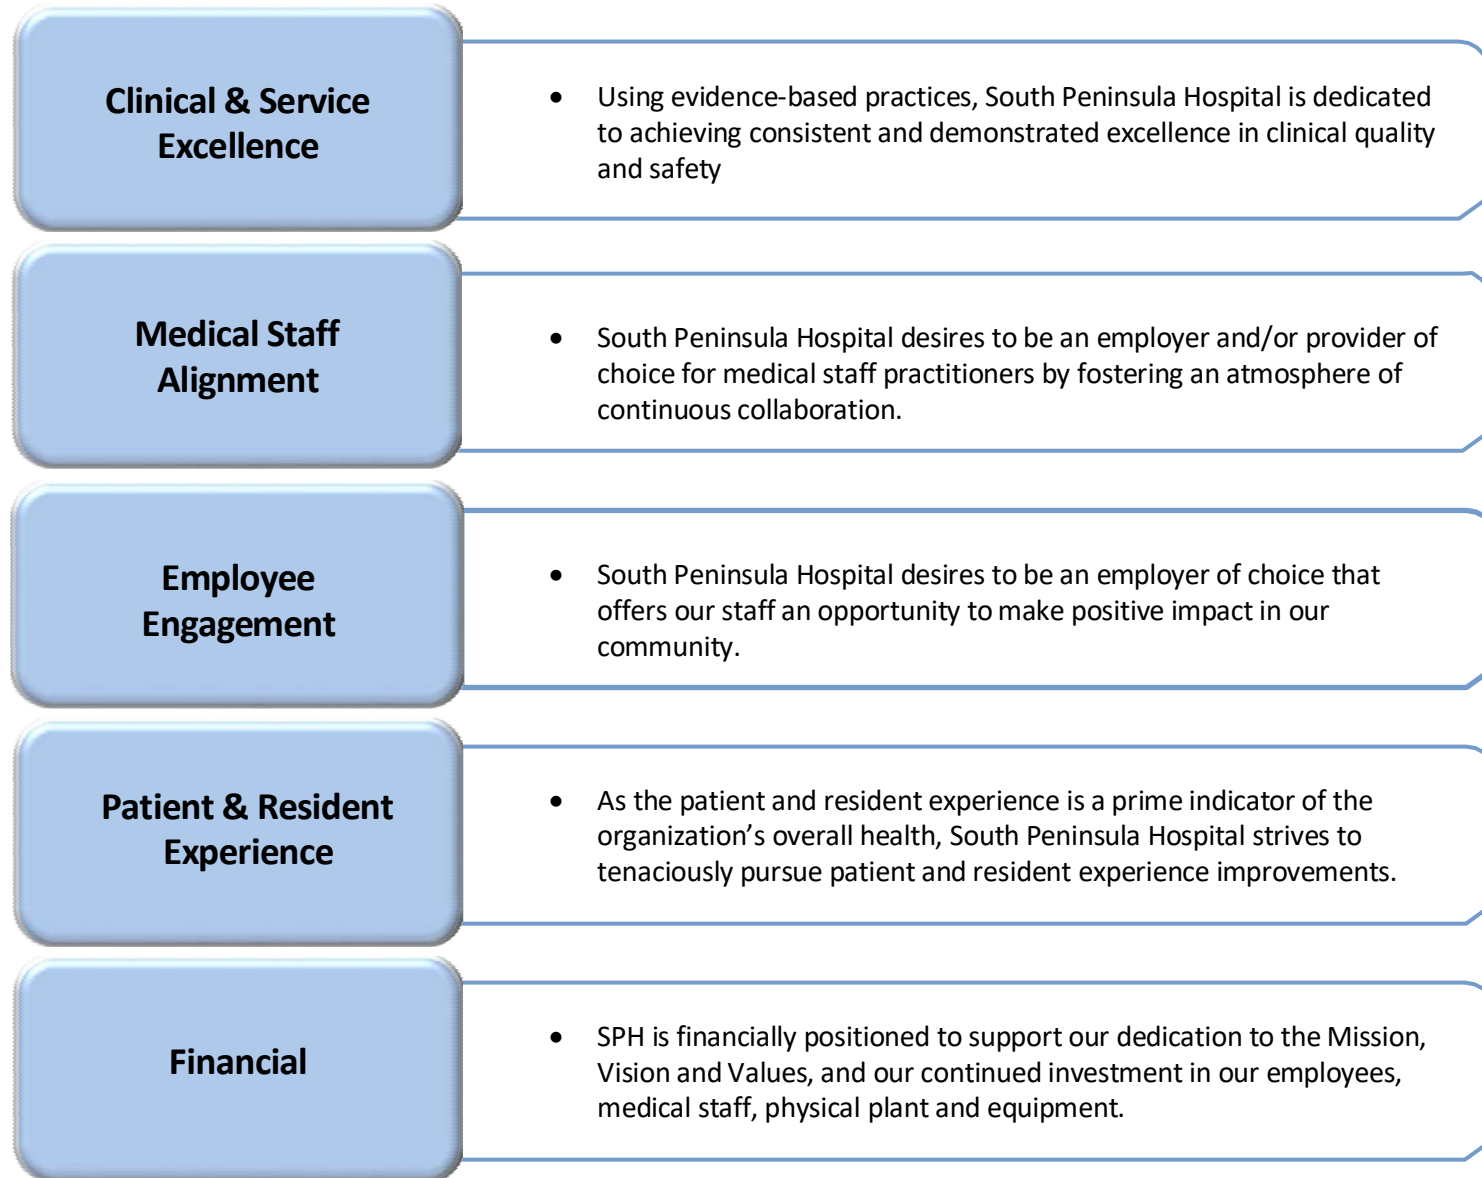 Clinical & Service
Excellence
• Using evidence-based practices, South Peninsula Hospital is dedicated
to achieving consistent and demonstrated excellence in clinical quality
and safety
Medical Staff
Alignment
• South Peninsula Hospital desires to be an employer and/or provider of
choice for medical staff practitioners by fostering an atmosphere of
continuous collaboration.
Employee
Engagement
• South Peninsula Hospital desires to be an employer of choice that
offers our staff an opportunity to make positive impact in our
community.
Patient & Resident
Experience
• As the patient and resident experience is a prime indicator of the
organization’s overall health, South Peninsula Hospital strives to
tenaciously pursue patient and resident experience improvements.
Financial
• SPH is financially positioned to support our dedication to the Mission,
Vision and Values, and our continued investment in our employees,
medical staff, physical plant and equipment.